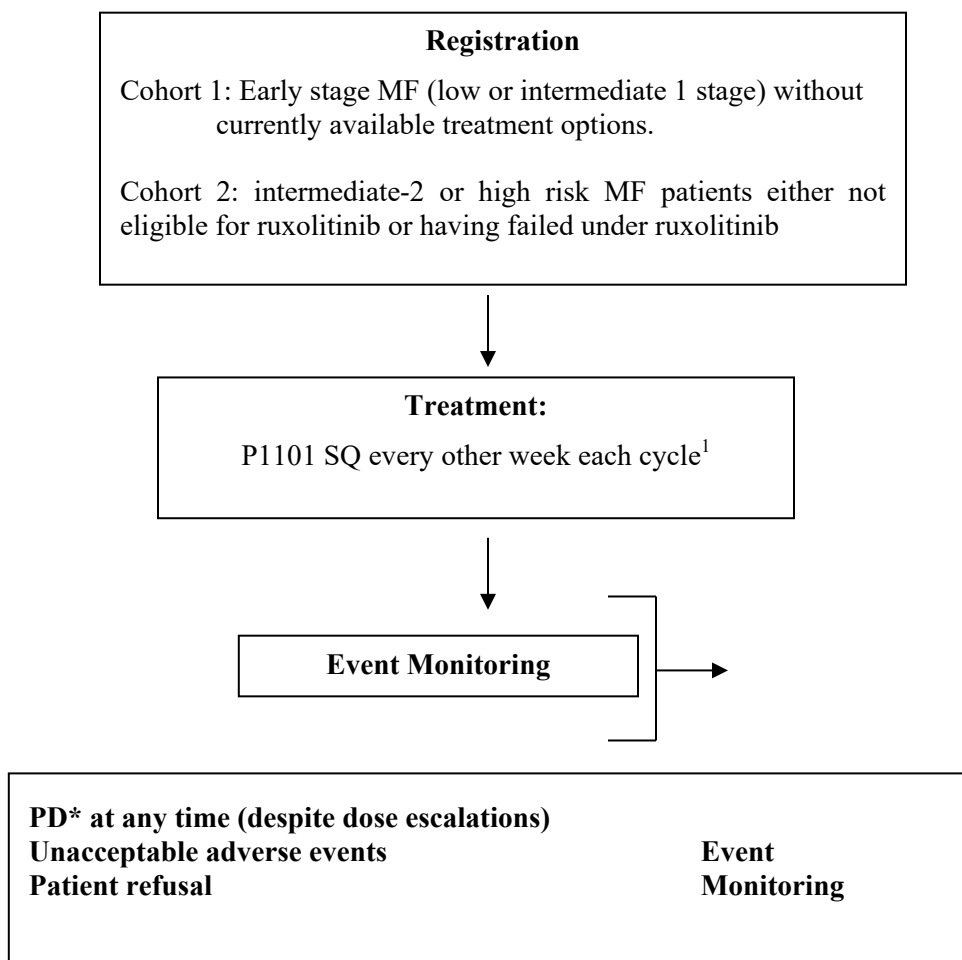 Registration
Cohort 1: Early stage MF (low or intermediate 1 stage) without
currently available treatment options.
Cohort 2: intermediate-2 or high risk MF patients either not
eligible for ruxolitinib or having failed under ruxolitinib
Treatment:
P1101 SQ every other week each cycle¹
Event Monitoring
PD* at any time (despite dose escalations)
Unacceptable adverse events Event
Patient refusal Monitoring